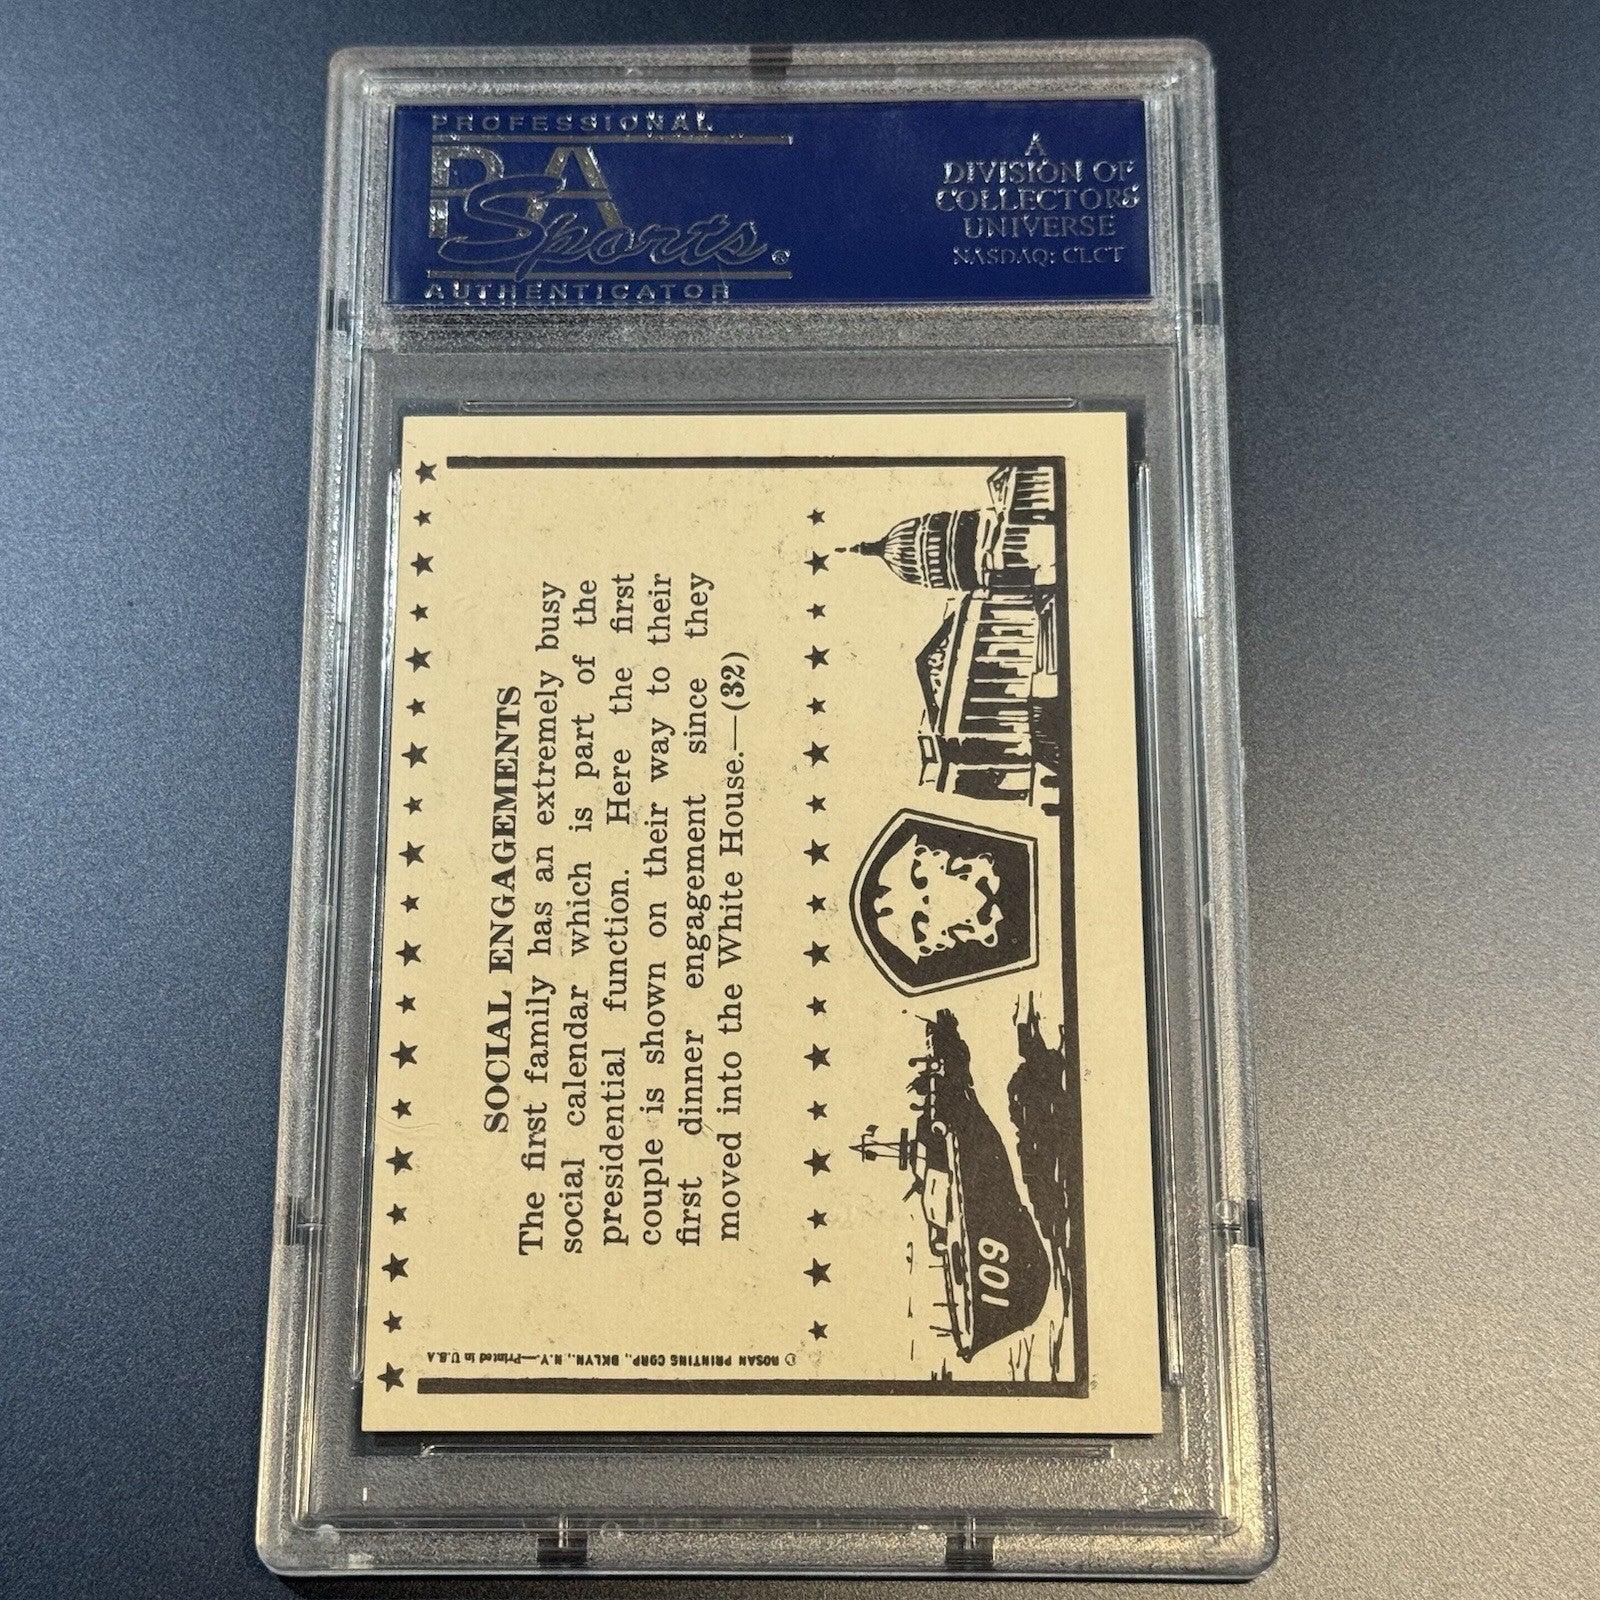 PROFESSIONAL
PSA
Sports®
AUTHENTICATOR
A
DIVISION OF
COLLECTORS
UNIVERSE
NASDAQ: CLCT
SOCIAL ENGAGEMENTS
The first family has an extremely busy
social calendar which is part of the
presidential function. Here the first
couple is shown on their way to their
first dinner engagement since they
moved into the White House.—(32)
109
© ROSAN PRINTING CORP., BKLYN., N.Y.—Printed in U.S.A